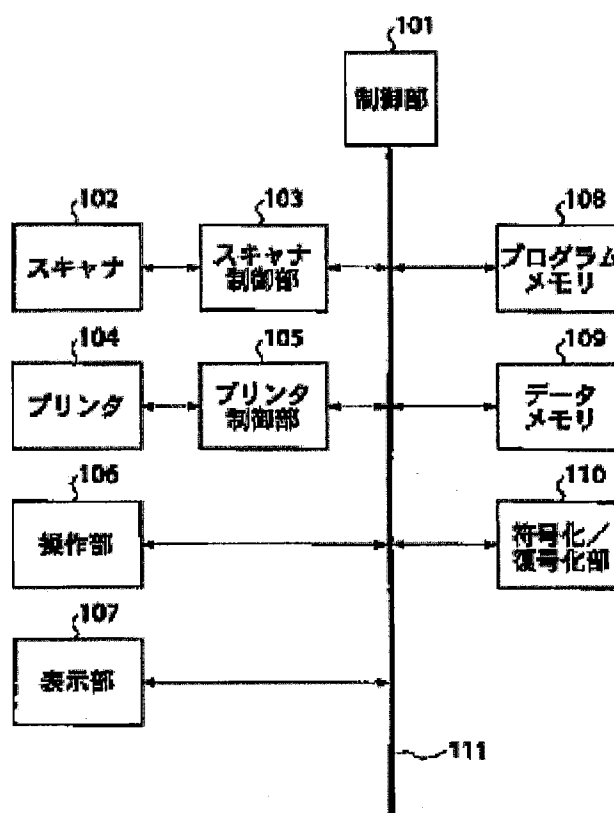 101
制御部
102
スキャナ
103
スキャナ
制御部
108
プログラム
メモリ
104
プリンタ
105
プリンタ
制御部
109
データ
メモリ
106
操作部
110
符号化／
復号化部
107
表示部
111